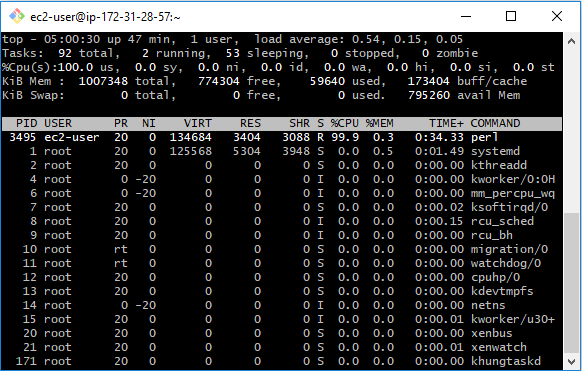 ec2-user@ip-172-31-28-57:~
top - 05:00:30 up 47 min,  1 user,  load average: 0.54, 0.15, 0.05
Tasks:  92 total,   2 running,  53 sleeping,   0 stopped,   0 zombie
%Cpu(s):100.0 us,  0.0 sy,  0.0 ni,  0.0 id,  0.0 wa,  0.0 hi,  0.0 si,  0.0 st
KiB Mem :  1007348 total,   774304 free,    59640 used,   173404 buff/cache
KiB Swap:        0 total,        0 free,        0 used.   795260 avail Mem
PID USER      PR  NI    VIRT    RES    SHR S %CPU %MEM     TIME+ COMMAND
3495 ec2-user  20   0  134684   3404   3088 R 99.9  0.3   0:34.33 perl
1 root      20   0  125568   5304   3948 S  0.0  0.5   0:01.49 systemd
2 root      20   0       0      0      0 S  0.0  0.0   0:00.00 kthreadd
4 root       0 -20       0      0      0 I  0.0  0.0   0:00.00 kworker/0:0H
6 root       0 -20       0      0      0 I  0.0  0.0   0:00.00 mm_percpu_wq
7 root      20   0       0      0      0 S  0.0  0.0   0:00.02 ksoftirqd/0
8 root      20   0       0      0      0 I  0.0  0.0   0:00.15 rcu_sched
9 root      20   0       0      0      0 I  0.0  0.0   0:00.00 rcu_bh
10 root      rt   0       0      0      0 S  0.0  0.0   0:00.00 migration/0
11 root      rt   0       0      0      0 S  0.0  0.0   0:00.00 watchdog/0
12 root      20   0       0      0      0 S  0.0  0.0   0:00.00 cpuhp/0
13 root      20   0       0      0      0 S  0.0  0.0   0:00.00 kdevtmpfs
14 root       0 -20       0      0      0 I  0.0  0.0   0:00.00 netns
15 root      20   0       0      0      0 I  0.0  0.0   0:00.01 kworker/u30+
20 root      20   0       0      0      0 S  0.0  0.0   0:00.01 xenbus
21 root      20   0       0      0      0 S  0.0  0.0   0:00.01 xenwatch
171 root      20   0       0      0      0 S  0.0  0.0   0:00.00 khungtaskd